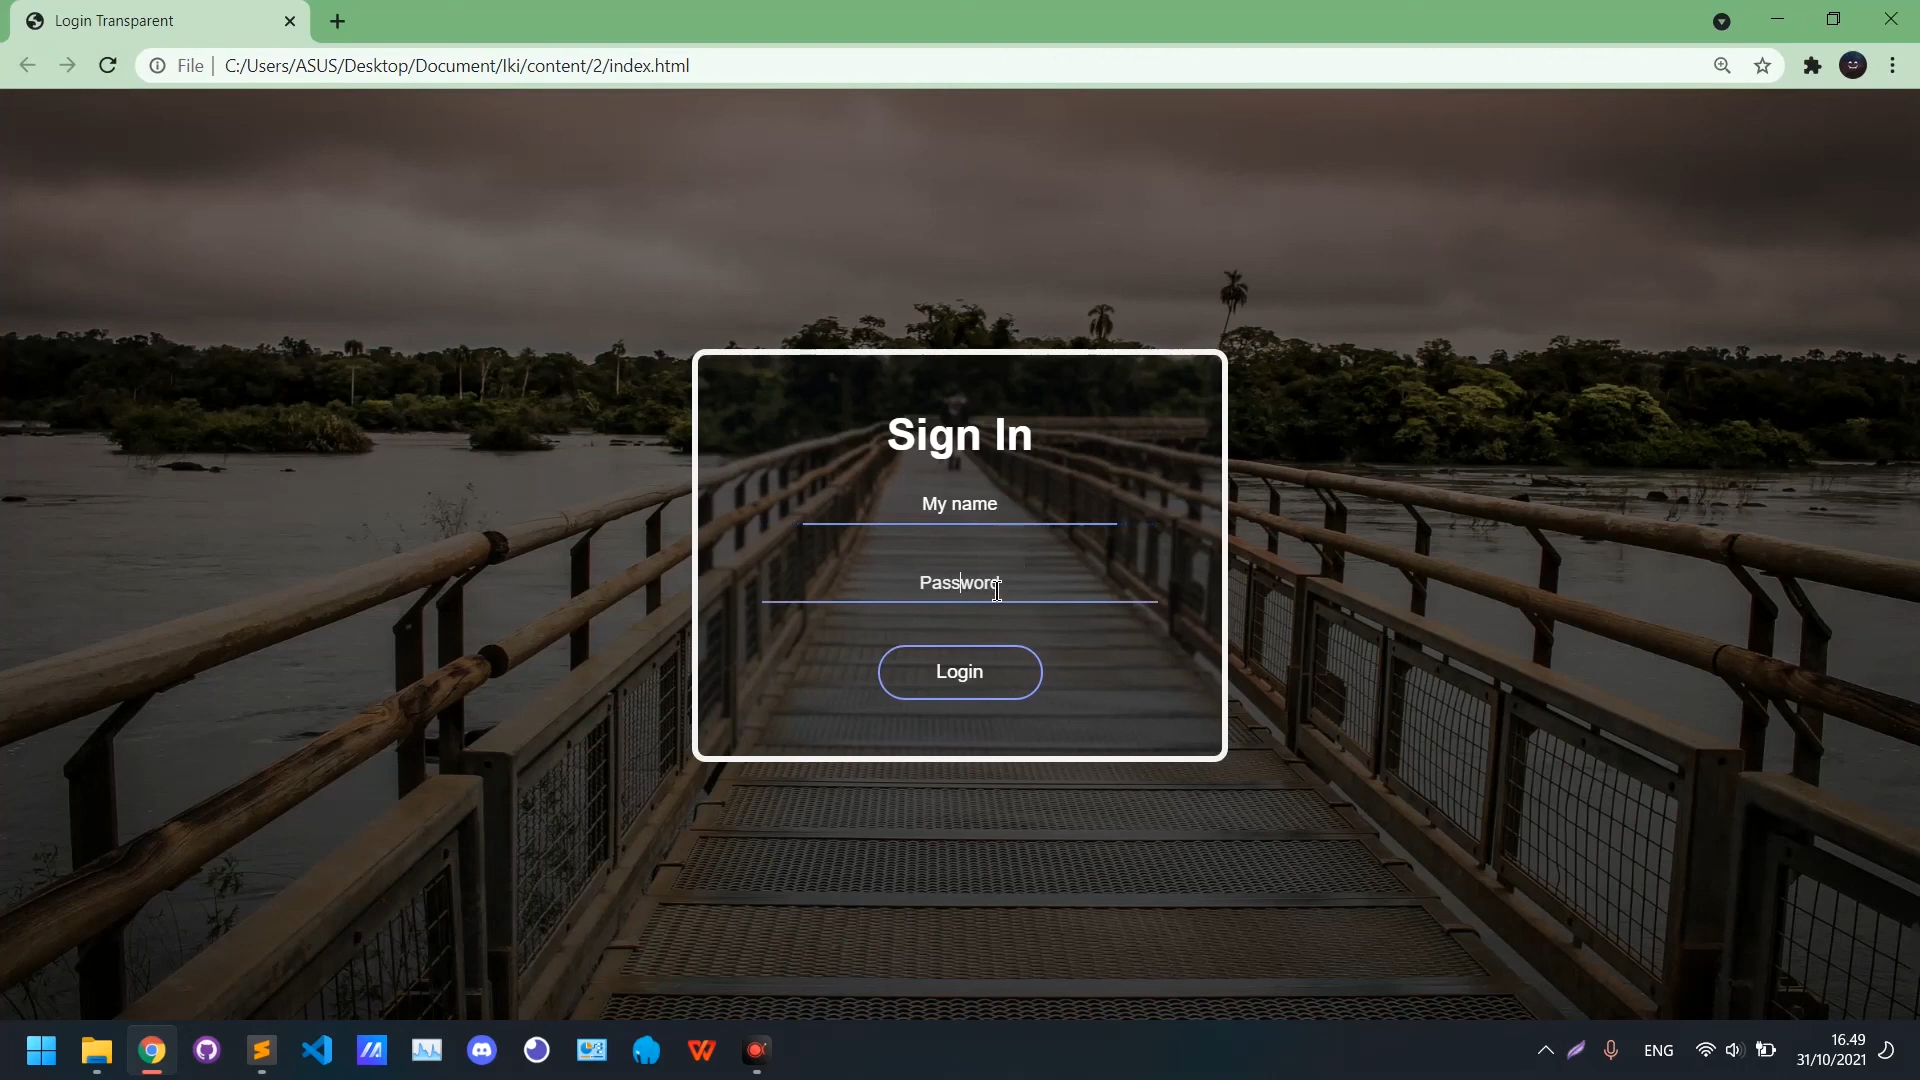 Login Transparent
File
C:/Users/ASUS/Desktop/Document/lki/content/2/index.html
Sign In
My name
Password
Login
ENG
16.49
31/10/2021